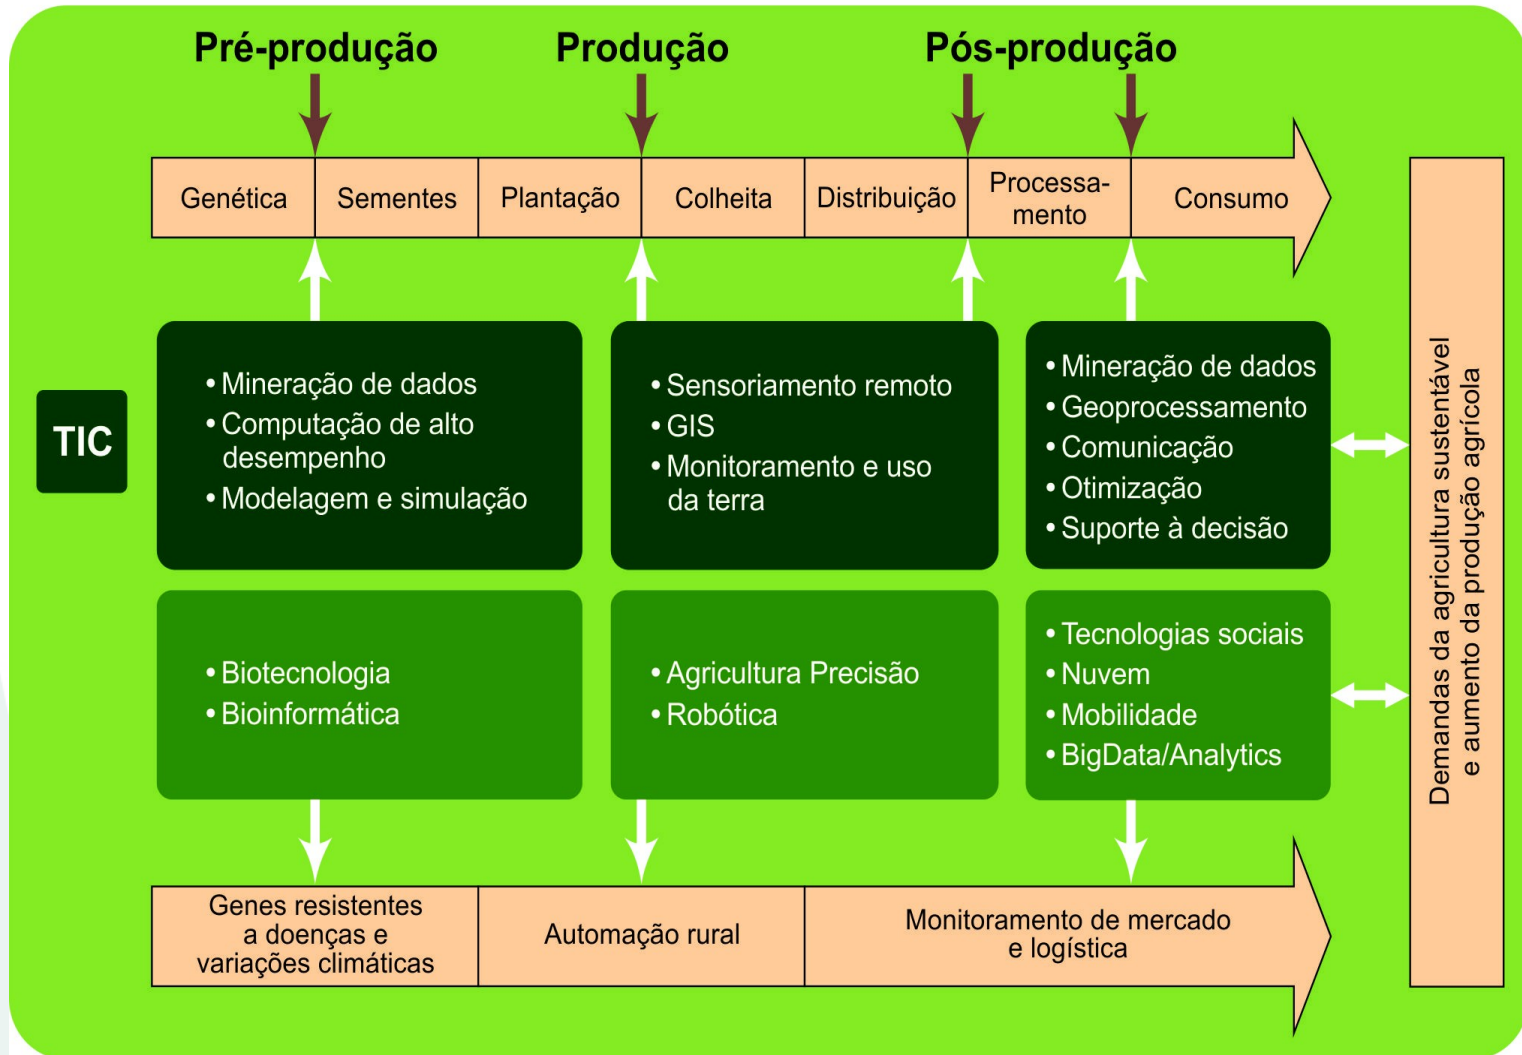 Pré-produção
Produção
Pós-produção
Genética
Sementes
Plantação
Colheita
Distribuição
Processa-
mento
Consumo
TIC
• Mineração de dados
• Computação de alto
desempenho
• Modelagem e simulação
• Sensoriamento remoto
• GIS
• Monitoramento e uso
da terra
• Mineração de dados
• Geoprocessamento
• Comunicação
• Otimização
• Suporte à decisão
• Biotecnologia
• Bioinformática
• Agricultura Precisão
• Robótica
• Tecnologias sociais
• Nuvem
• Mobilidade
• BigData/Analytics
Genes resistentes
a doenças e
variações climáticas
Automação rural
Monitoramento de mercado
e logística
Demandas da agricultura sustentável
e aumento da produção agrícola